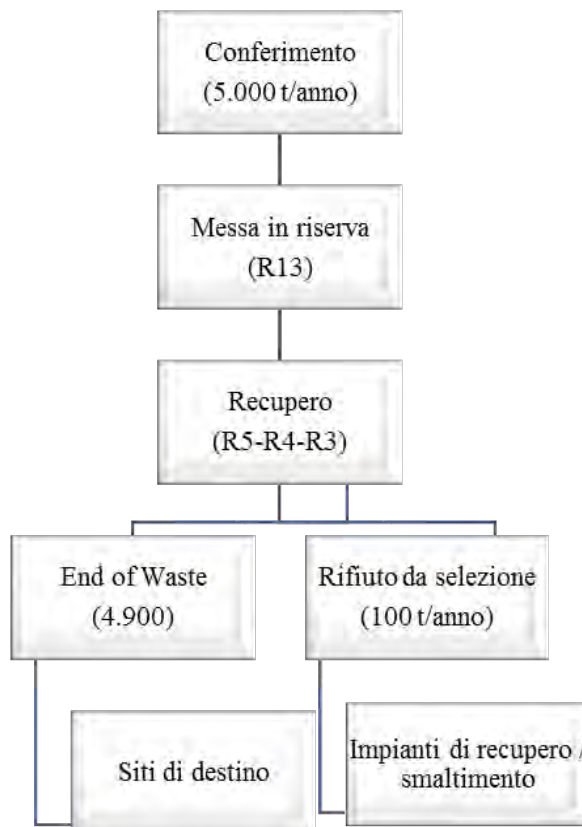 Conferimento
(5.000 t/anno)
Messa in riserva
(R13)
Recupero
(R5-R4-R3)
End of Waste
(4.900)
Rifiuto da selezione
(100 t/anno)
Siti di destino
Impianti di recupero /
smaltimento